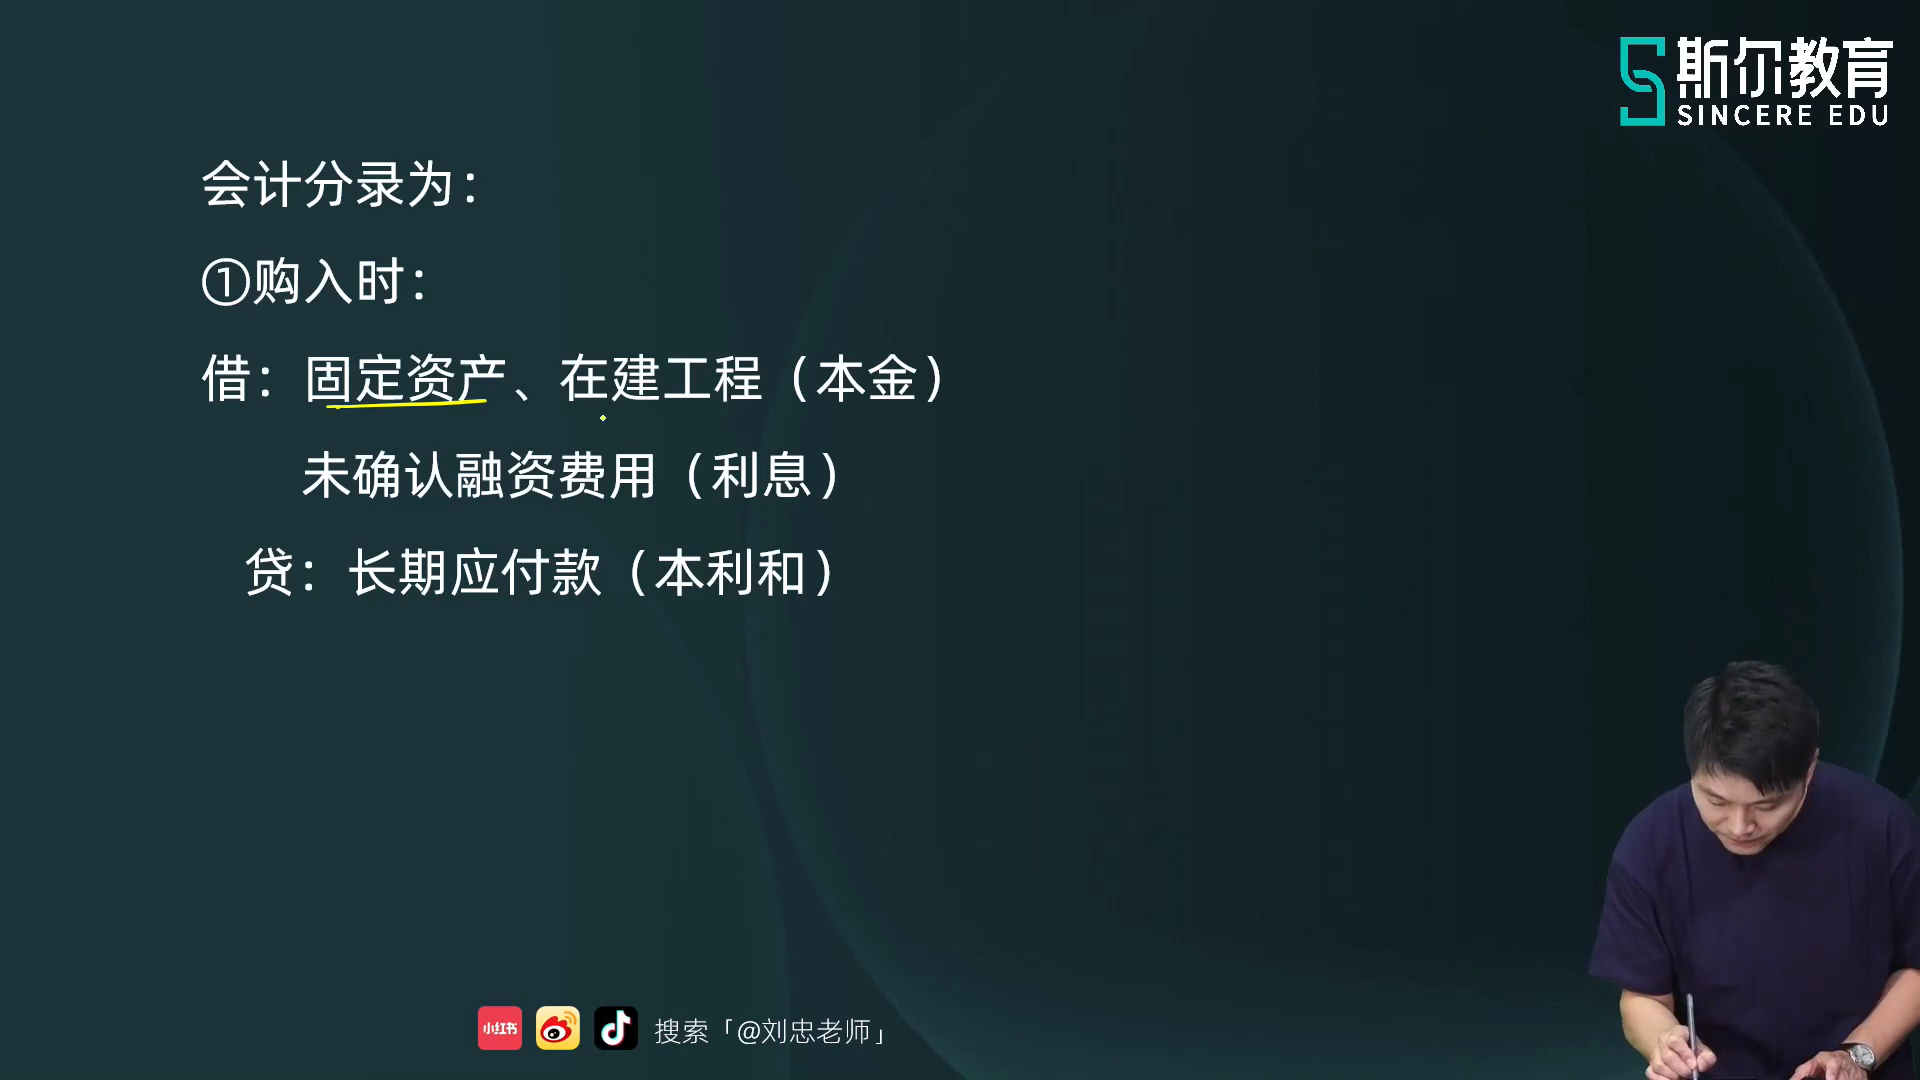 斯尔教育
SINCERE EDU
会计分录为：
①购入时：
借：固定资产、在建工程（本金）
未确认融资费用（利息）
贷：长期应付款（本利和）
小红书
搜索「@刘忠老师」